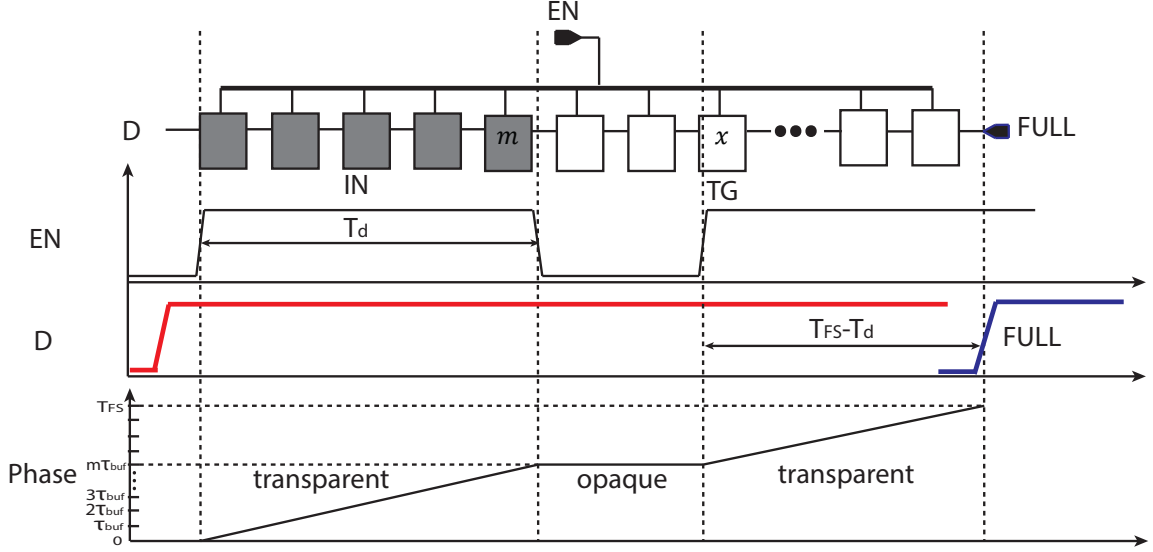 EN
D
m
x
FULL
IN
TG
EN
Td
D
TFS-Td
FULL
TFS
Phase
mτbuf
3τbuf
2τbuf
τbuf
0
transparent
opaque
transparent